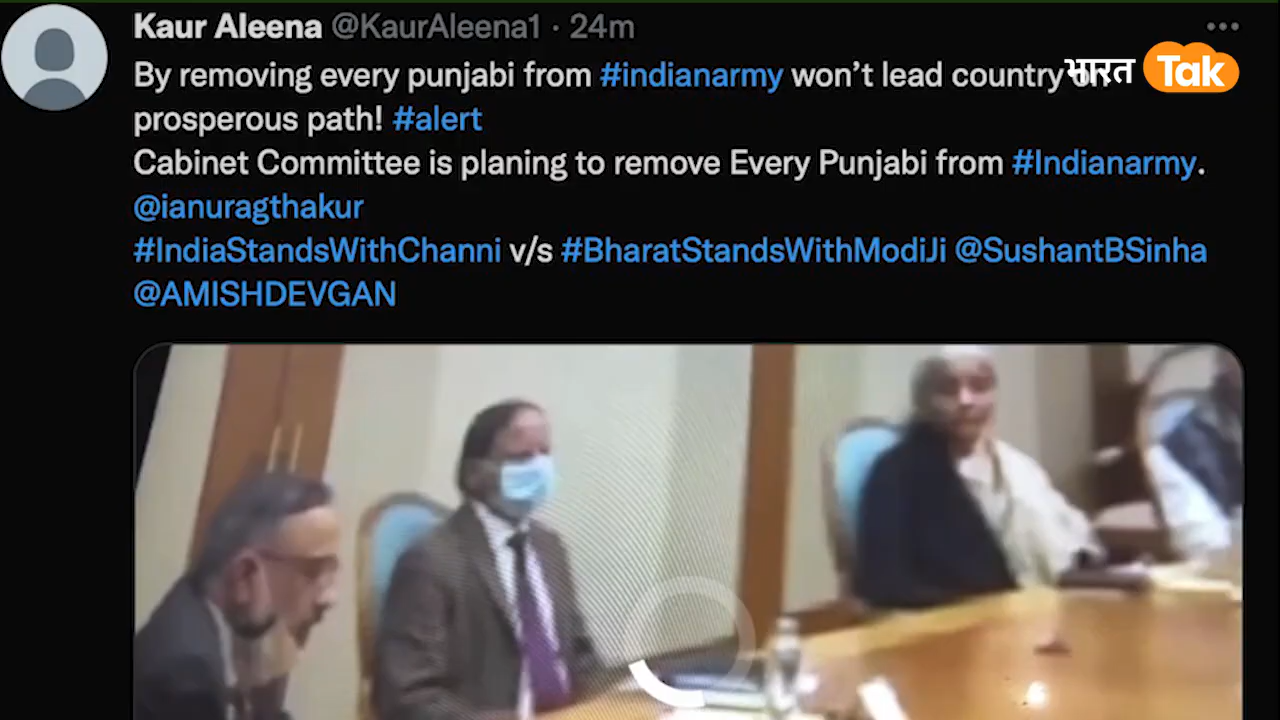 Kaur Aleena @KaurAleena1 · 24m
By removing every punjabi from #indianarmy won't lead country on
prosperous path! #alert
Cabinet Committee is planing to remove Every Punjabi from #Indianarmy.
@ianuragthakur
#IndiaStandsWithChanni v/s #BharatStandsWithModiJi @SushantBSinha
@AMISHDEVGAN
भारत Tak